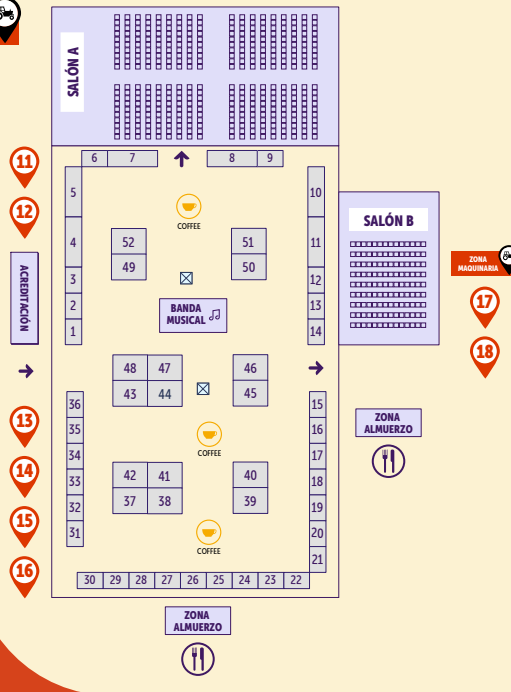 SALÓN A
6 7 8 9
11
12
5
4
3
2
1
10
11
12
13
14
COFFEE
52
49
51
50
SALÓN B
ACREDITACIÓN
BANDA
MUSICAL
ZONA
MAQUINARIA
17
18
48 47
43 44
46
45
36
35
34
33
32
31
15
16
17
18
19
20
21
13
14
15
16
COFFEE
42 41
37 38
40
39
COFFEE
30 29 28 27 26 25 24 23 22
ZONA
ALMUERZO
ZONA
ALMUERZO